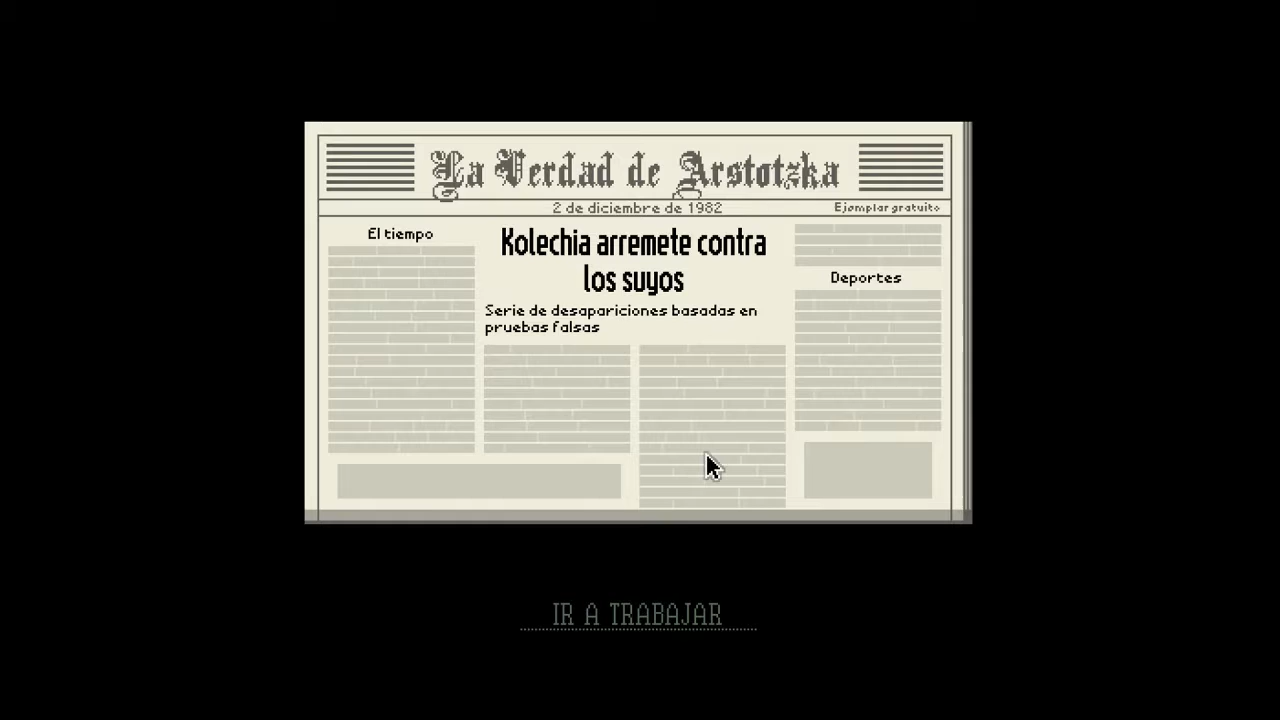 La Verdad de Arstotzka
2 de diciembre de 1982
Ejemplar gratuito
El tiempo
Kolechia arremete contra
los suyos
Serie de desapariciones basadas en
pruebas falsas
Deportes
IR A TRABAJAR